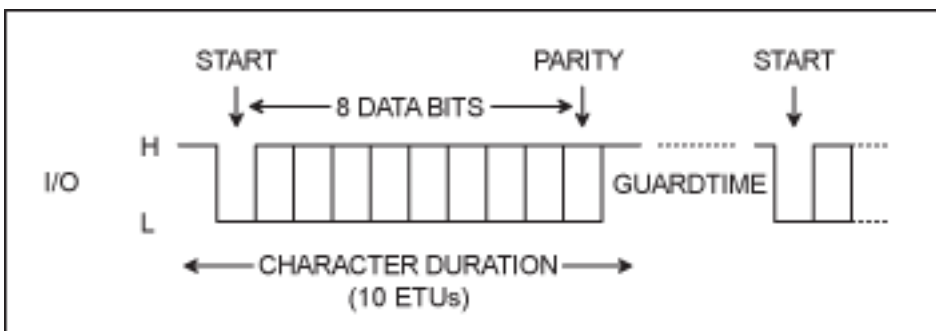 START PARITY START
8 DATA BITS
H
I/O GUARDTIME
L
CHARACTER DURATION
(10 ETUs)